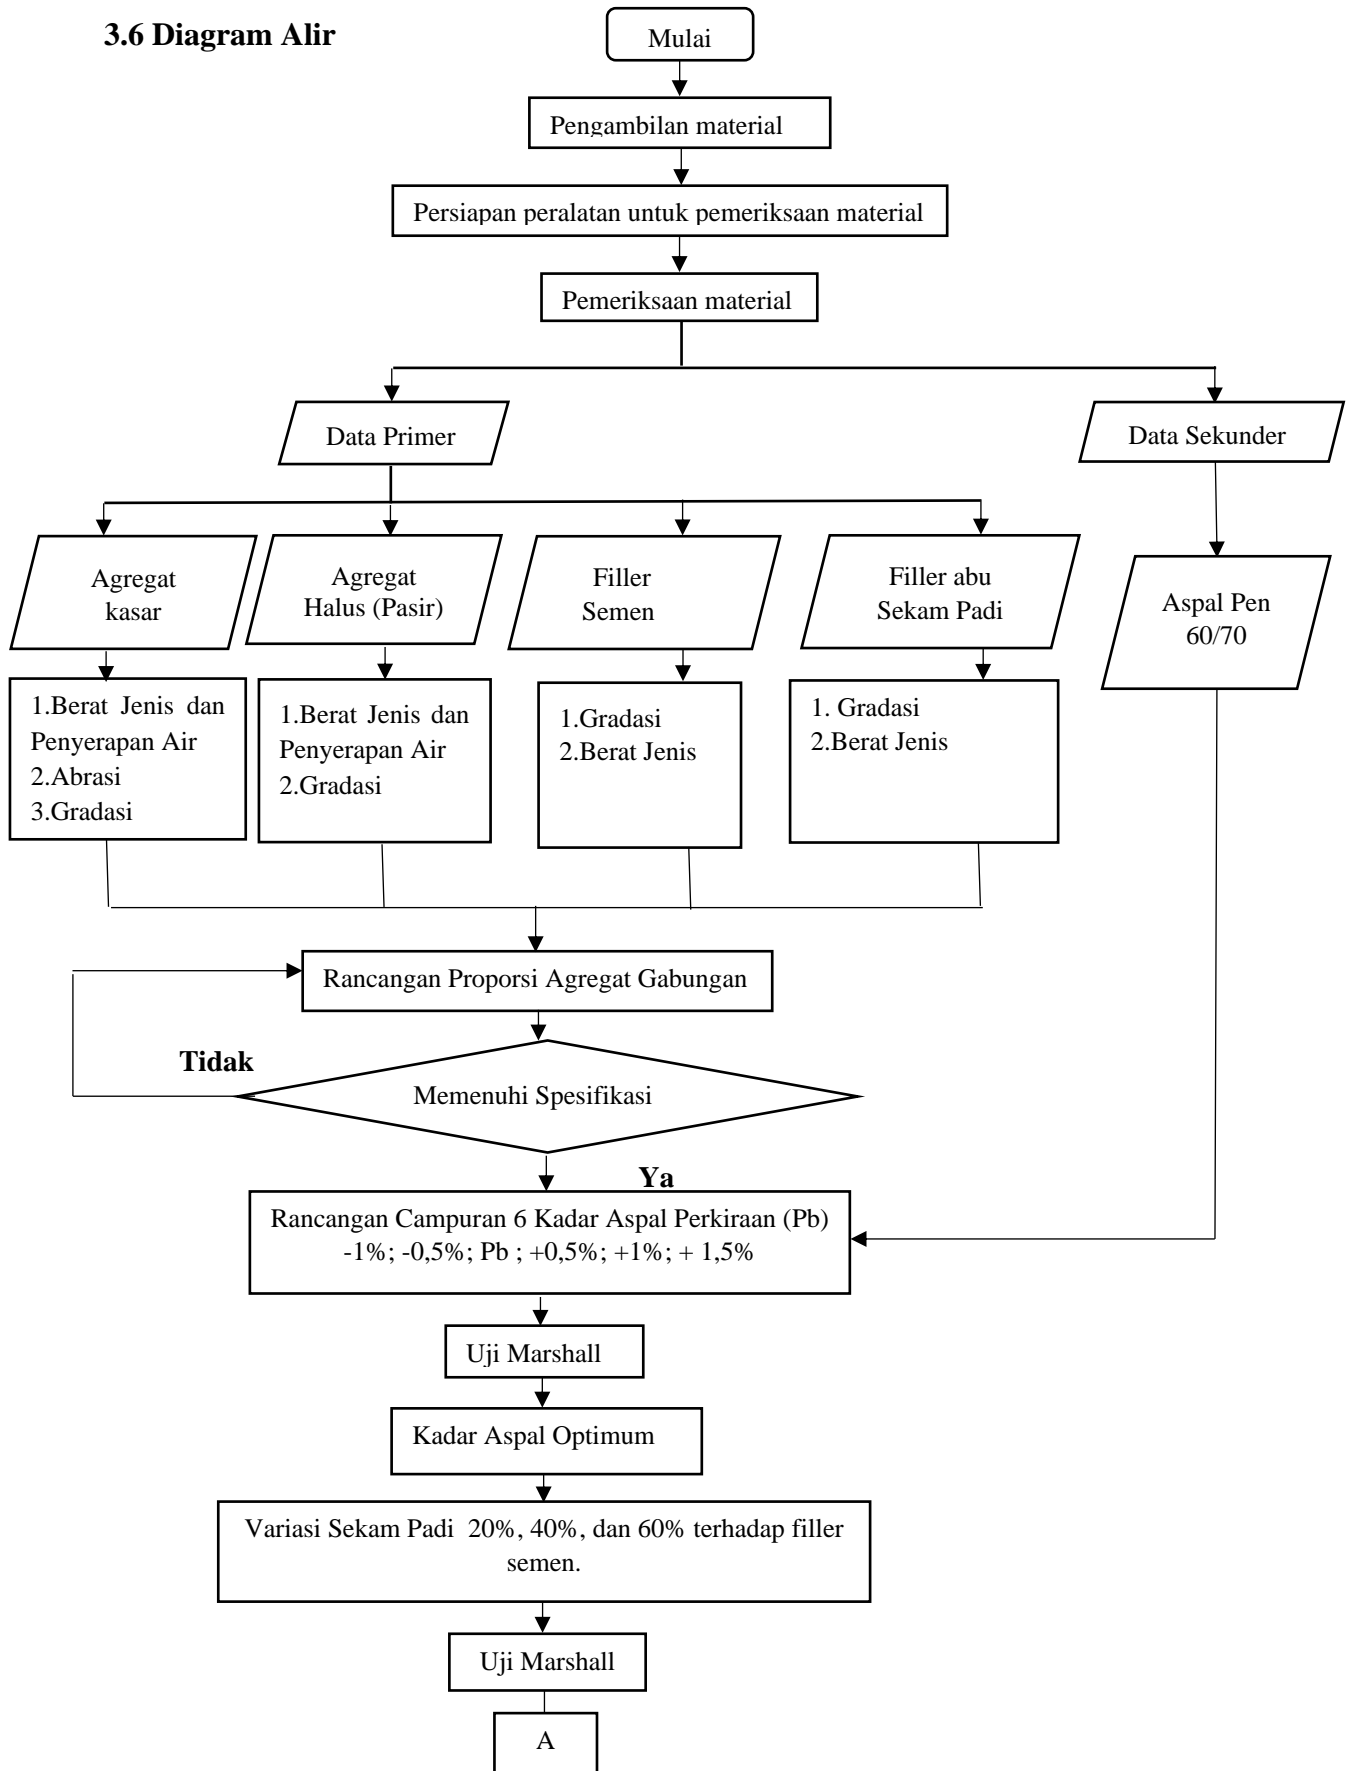 3.6 Diagram Alir
Mulai
Pengambilan material
Persiapan peralatan untuk pemeriksaan material
Pemeriksaan material
Data Primer
Data Sekunder
Agregat
kasar
Agregat
Halus (Pasir)
Filler
Semen
Filler abu
Sekam Padi
Aspal Pen
60/70
1.Berat Jenis dan
Penyerapan Air
2.Abrasi
3.Gradasi
1.Berat Jenis dan
Penyerapan Air
2.Gradasi
1.Gradasi
2.Berat Jenis
1. Gradasi
2.Berat Jenis
Rancangan Proporsi Agregat Gabungan
Tidak
Memenuhi Spesifikasi
Ya
Rancangan Campuran 6 Kadar Aspal Perkiraan (Pb)
-1%; -0,5%; Pb ; +0,5%; +1%; + 1,5%
Uji Marshall
Kadar Aspal Optimum
Variasi Sekam Padi  20%, 40%, dan 60% terhadap filler
semen.
Uji Marshall
A